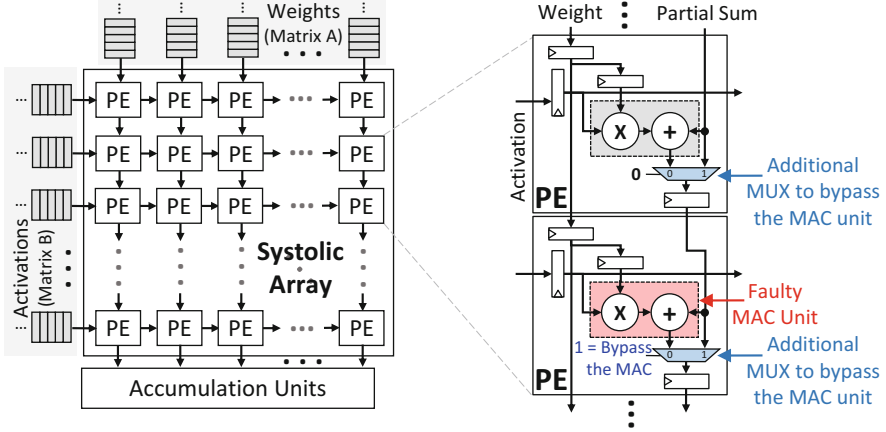 Weights
(Matrix A)
Activations
(Matrix B)
PE PE PE PE
PE PE PE PE
PE PE PE PE
Systolic
Array
PE PE PE PE
Accumulation Units
Weight
Partial Sum
Activation
X +
0
0 1
PE
Additional
MUX to bypass
the MAC unit
X +
Faulty
MAC Unit
1 = Bypass
the MAC
0 1
PE
Additional
MUX to bypass
the MAC unit